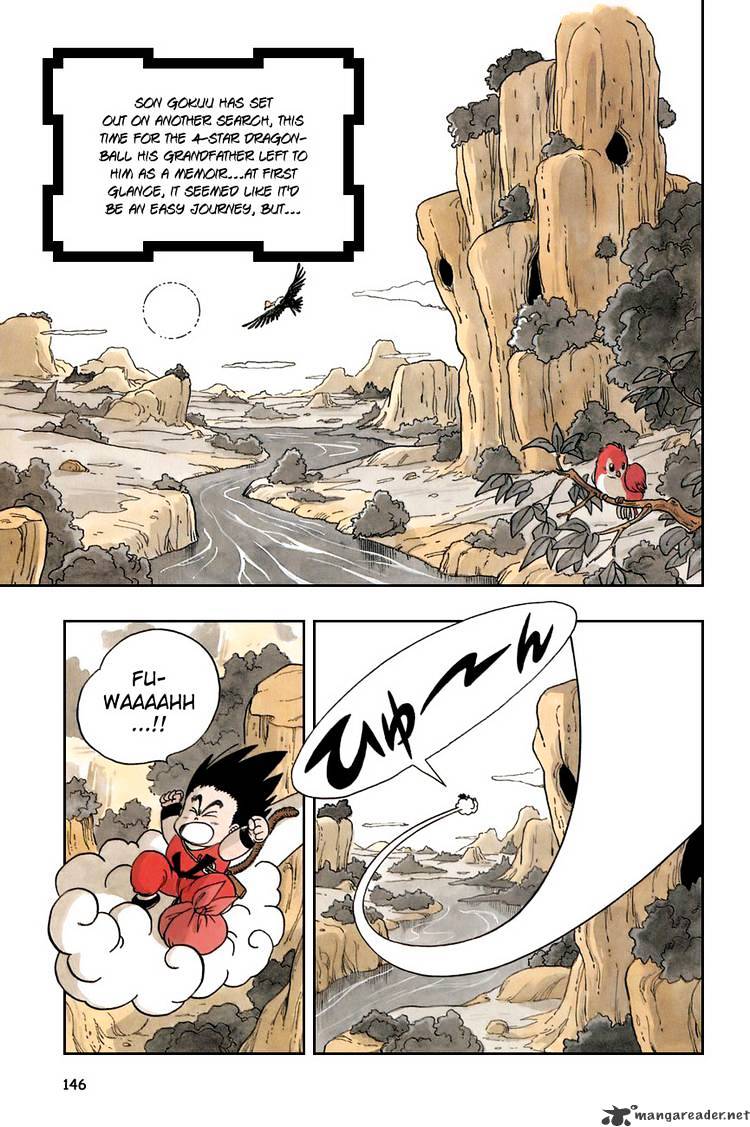 SON GOKUU HAS SET
OUT ON ANOTHER SEARCH, THIS
TIME FOR THE 4-STAR DRAGON-
BALL HIS GRANDFATHER LEFT TO
HIM AS A MEMOIR...AT FIRST
GLANCE, IT SEEMED LIKE IT'D
BE AN EASY JOURNEY, BUT...
ひゅ〜ん
FU-
WAAAAHH
...!!
146
mangareader.net